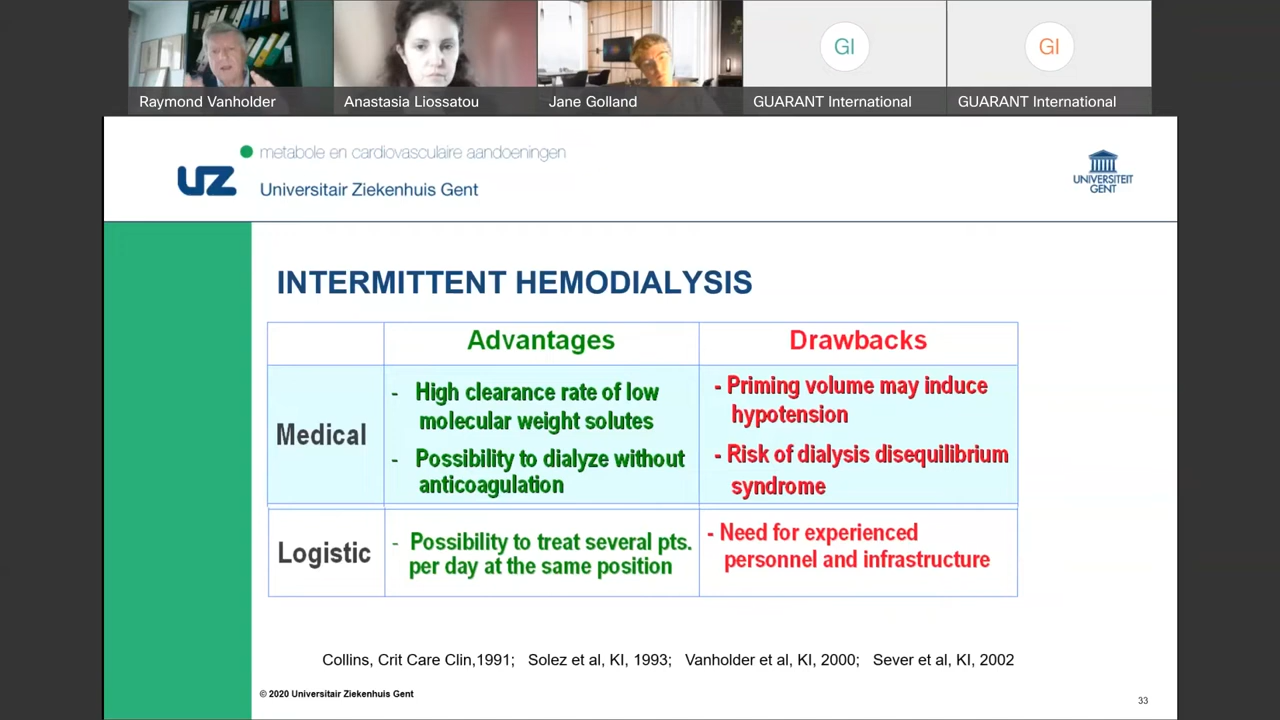 GI
GI
Raymond Vanholder
Anastasia Liossatou
Jane Golland
GUARANT International
GUARANT International
metabole en cardiovasculaire aandoeningen
UZ
Universitair Ziekenhuis Gent
UNIVERSITEIT
GENT
INTERMITTENT HEMODIALYSIS
Advantages
Drawbacks
Medical
- High clearance rate of low
molecular weight solutes
- Possibility to dialyze without
anticoagulation
- Priming volume may induce
hypotension
- Risk of dialysis disequilibrium
syndrome
Logistic
- Possibility to treat several pts.
per day at the same position
- Need for experienced
personnel and infrastructure
Collins, Crit Care Clin,1991; Solez et al, KI, 1993; Vanholder et al, KI, 2000; Sever et al, KI, 2002
© 2020 Universitair Ziekenhuis Gent
33